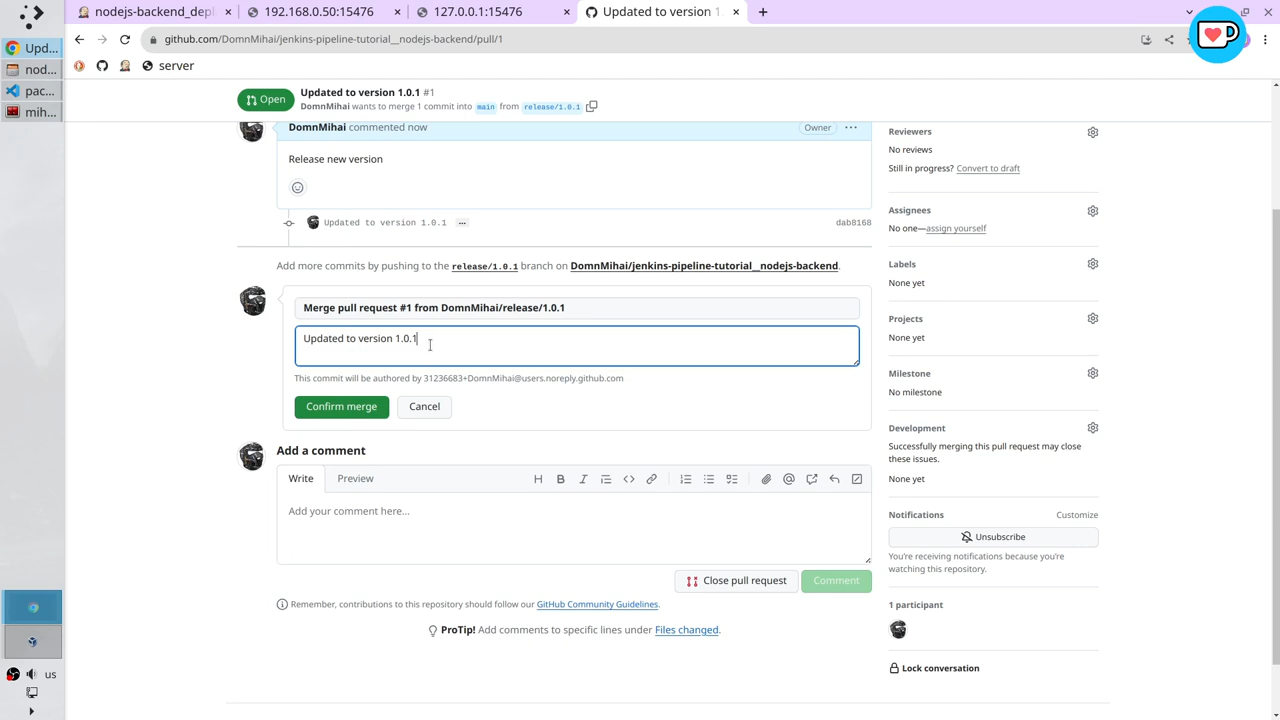 nodejs-backend_depl
192.168.0.50:15476
127.0.0.1:15476
Updated to version 1.
github.com/DomnMihai/jenkins-pipeline-tutorial__nodejs-backend/pull/1
server
Upd...
nod...
pac...
mih...
us
Open
Updated to version 1.0.1 #1
DomnMihai wants to merge 1 commit into main from release/1.0.1
DomnMihai commented now
Owner
Release new version
Updated to version 1.0.1
dab8168
Add more commits by pushing to the release/1.0.1 branch on DomnMihai/jenkins-pipeline-tutorial__nodejs-backend.
Merge pull request #1 from DomnMihai/release/1.0.1
Updated to version 1.0.1
This commit will be authored by 31236683+DomnMihai@users.noreply.github.com
Confirm merge
Cancel
Add a comment
Write
Preview
Add your comment here...
Close pull request
Comment
Remember, contributions to this repository should follow our GitHub Community Guidelines.
ProTip! Add comments to specific lines under Files changed.
Reviewers
No reviews
Still in progress? Convert to draft
Assignees
No one—assign yourself
Labels
None yet
Projects
None yet
Milestone
No milestone
Development
Successfully merging this pull request may close
these issues.
None yet
Notifications
Customize
Unsubscribe
You're receiving notifications because you're
watching this repository.
1 participant
Lock conversation